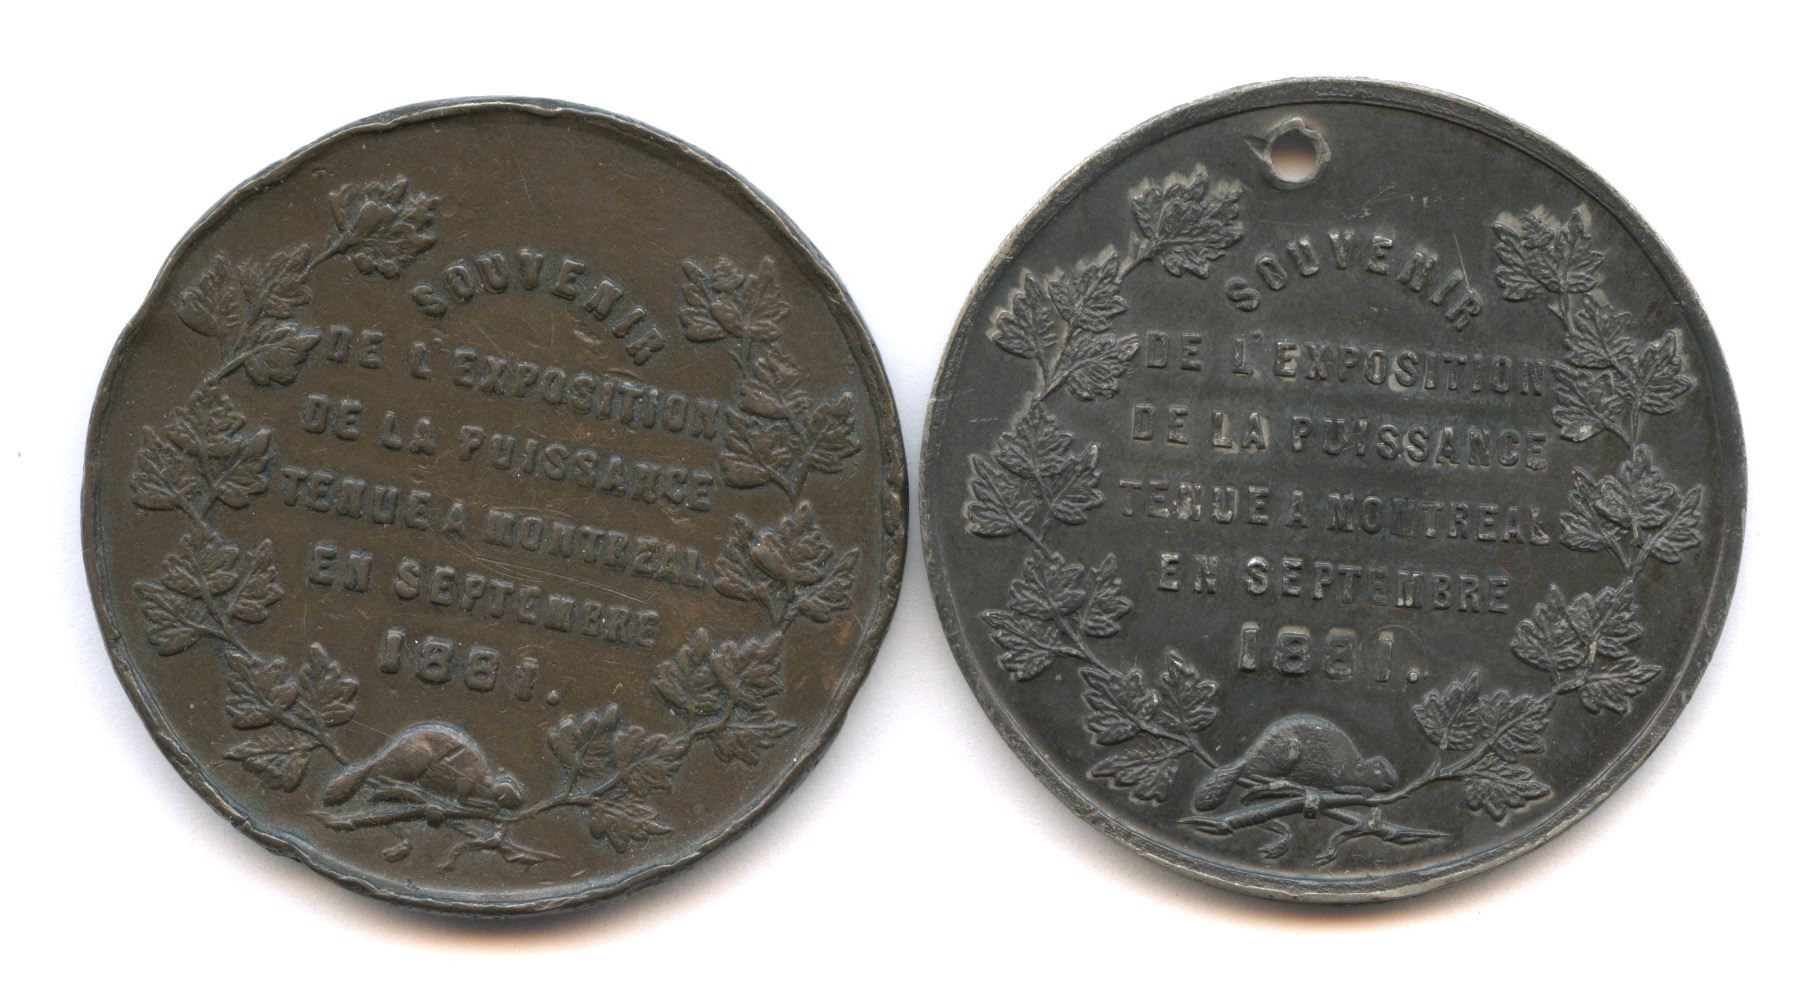 SOUVENIR
DE L'EXPOSITION
DE LA PUISSANCE
TENUE A MONTREAL
EN SEPTEMBRE
1881.
SOUVENIR
DE L'EXPOSITION
DE LA PUISSANCE
TENUE A MONTREAL
EN SEPTEMBRE
1881.